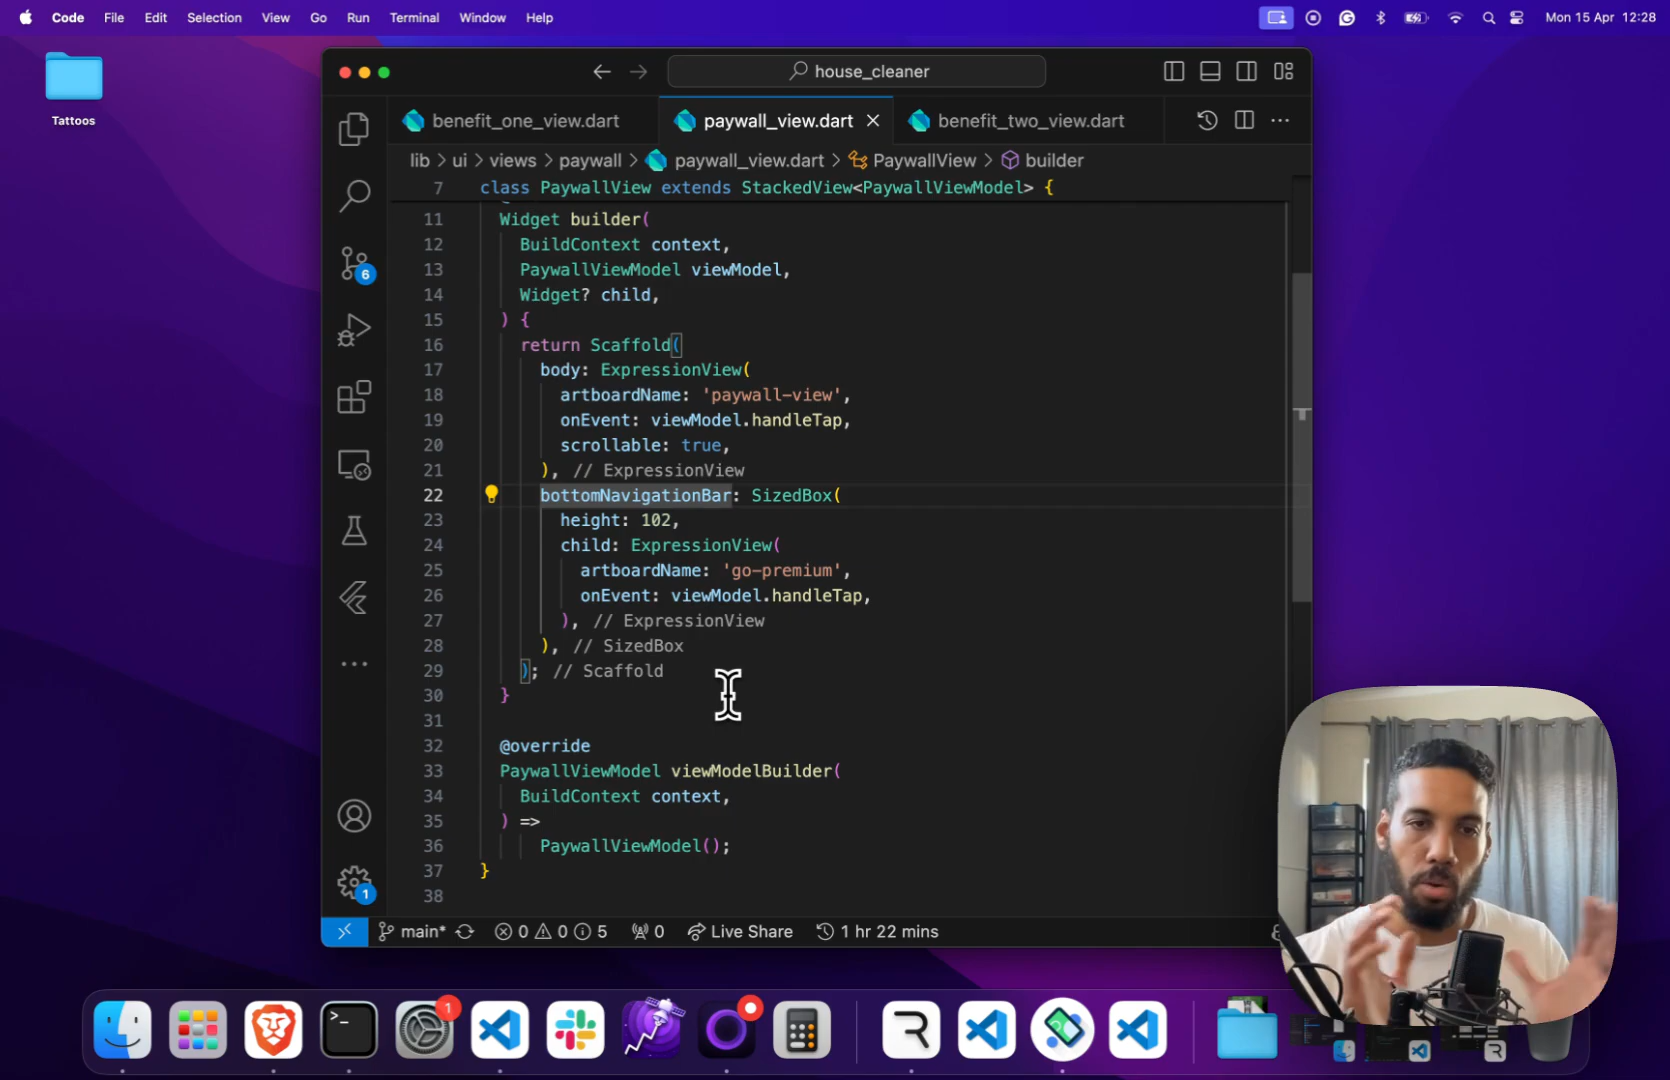 Code File Edit Selection View Go Run Terminal Window Help Mon 15 Apr 12:28
Tattoos
house_cleaner
benefit_one_view.dart paywall_view.dart benefit_two_view.dart
lib > ui > views > paywall > paywall_view.dart > PaywallView > builder
7 class PaywallView extends StackedView<PaywallViewModel> {
11 Widget builder(
12 BuildContext context,
13 PaywallViewModel viewModel,
14 Widget? child,
15 ) {
16 return Scaffold(
17 body: ExpressionView(
18 artboardName: 'paywall-view',
19 onEvent: viewModel.handleTap,
20 scrollable: true,
21 ), // ExpressionView
22 bottomNavigationBar: SizedBox(
23 height: 102,
24 child: ExpressionView(
25 artboardName: 'go-premium',
26 onEvent: viewModel.handleTap,
27 ), // ExpressionView
28 ), // SizedBox
29 ); // Scaffold
30 }
31
32 @override
33 PaywallViewModel viewModelBuilder(
34 BuildContext context,
35 ) =>
36 PaywallViewModel();
37 }
38
6
1
main* 0 0 5 0 Live Share 1 hr 22 mins
1